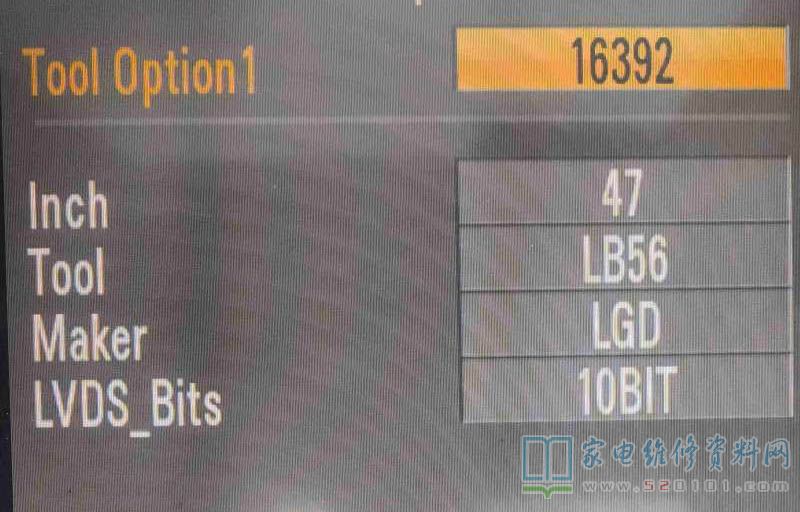 Tool Option1 16392
Inch 47
Tool LB56
Maker LGD
LVDS_Bits 10BIT
家电维修资料网
www.520101.com